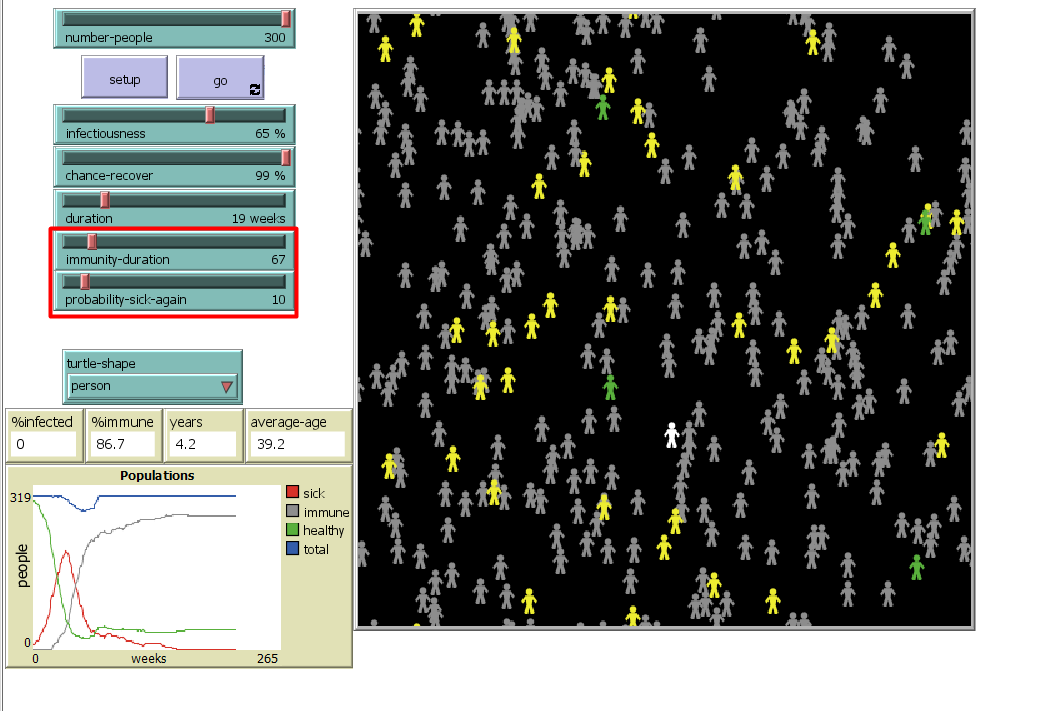 number-people 300
setup
go
infectiousness 65 %
chance-recover 99 %
duration 19 weeks
immunity-duration 67
probability-sick-again 10
turtle-shape
person
%infected %immune years average-age
0 86.7 4.2 39.2
Populations
319
people
0
0 weeks 265
sick
immune
healthy
total